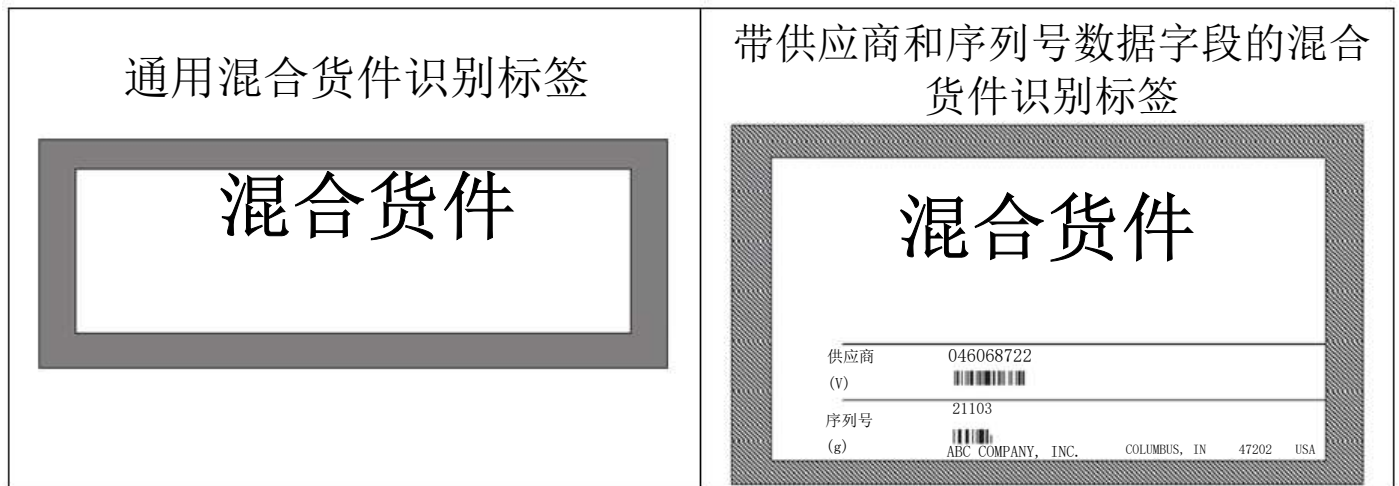 通用混合货件识别标签
混合货件
带供应商和序列号数据字段的混合
货件识别标签
混合货件
供应商 046068722
(V)
序列号 21103
(g)
ABC COMPANY, INC. COLUMBUS, IN 47202 USA